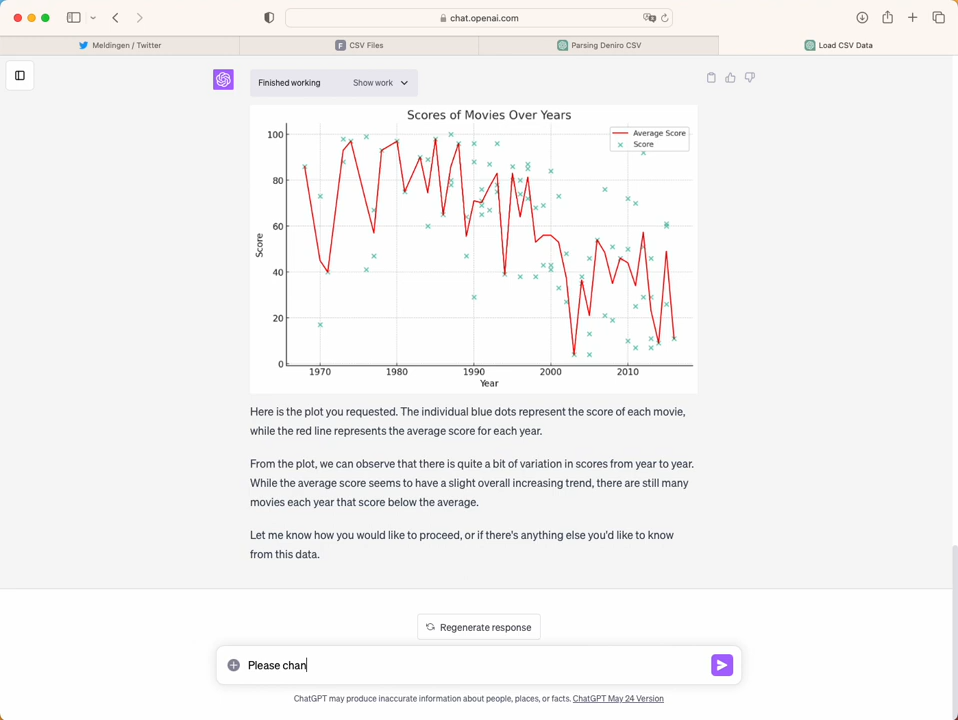 chat.openai.com
Meldingen / Twitter
CSV Files
Parsing Deniro CSV
Load CSV Data
Finished working
Show work
Scores of Movies Over Years
Average Score
Score
100
80
60
40
20
0
Score
1970
1980
1990
2000
2010
Year
Here is the plot you requested. The individual blue dots represent the score of each movie,
while the red line represents the average score for each year.
From the plot, we can observe that there is quite a bit of variation in scores from year to year.
While the average score seems to have a slight overall increasing trend, there are still many
movies each year that score below the average.
Let me know how you would like to proceed, or if there's anything else you'd like to know
from this data.
Regenerate response
Please chan
ChatGPT may produce inaccurate information about people, places, or facts. ChatGPT May 24 Version